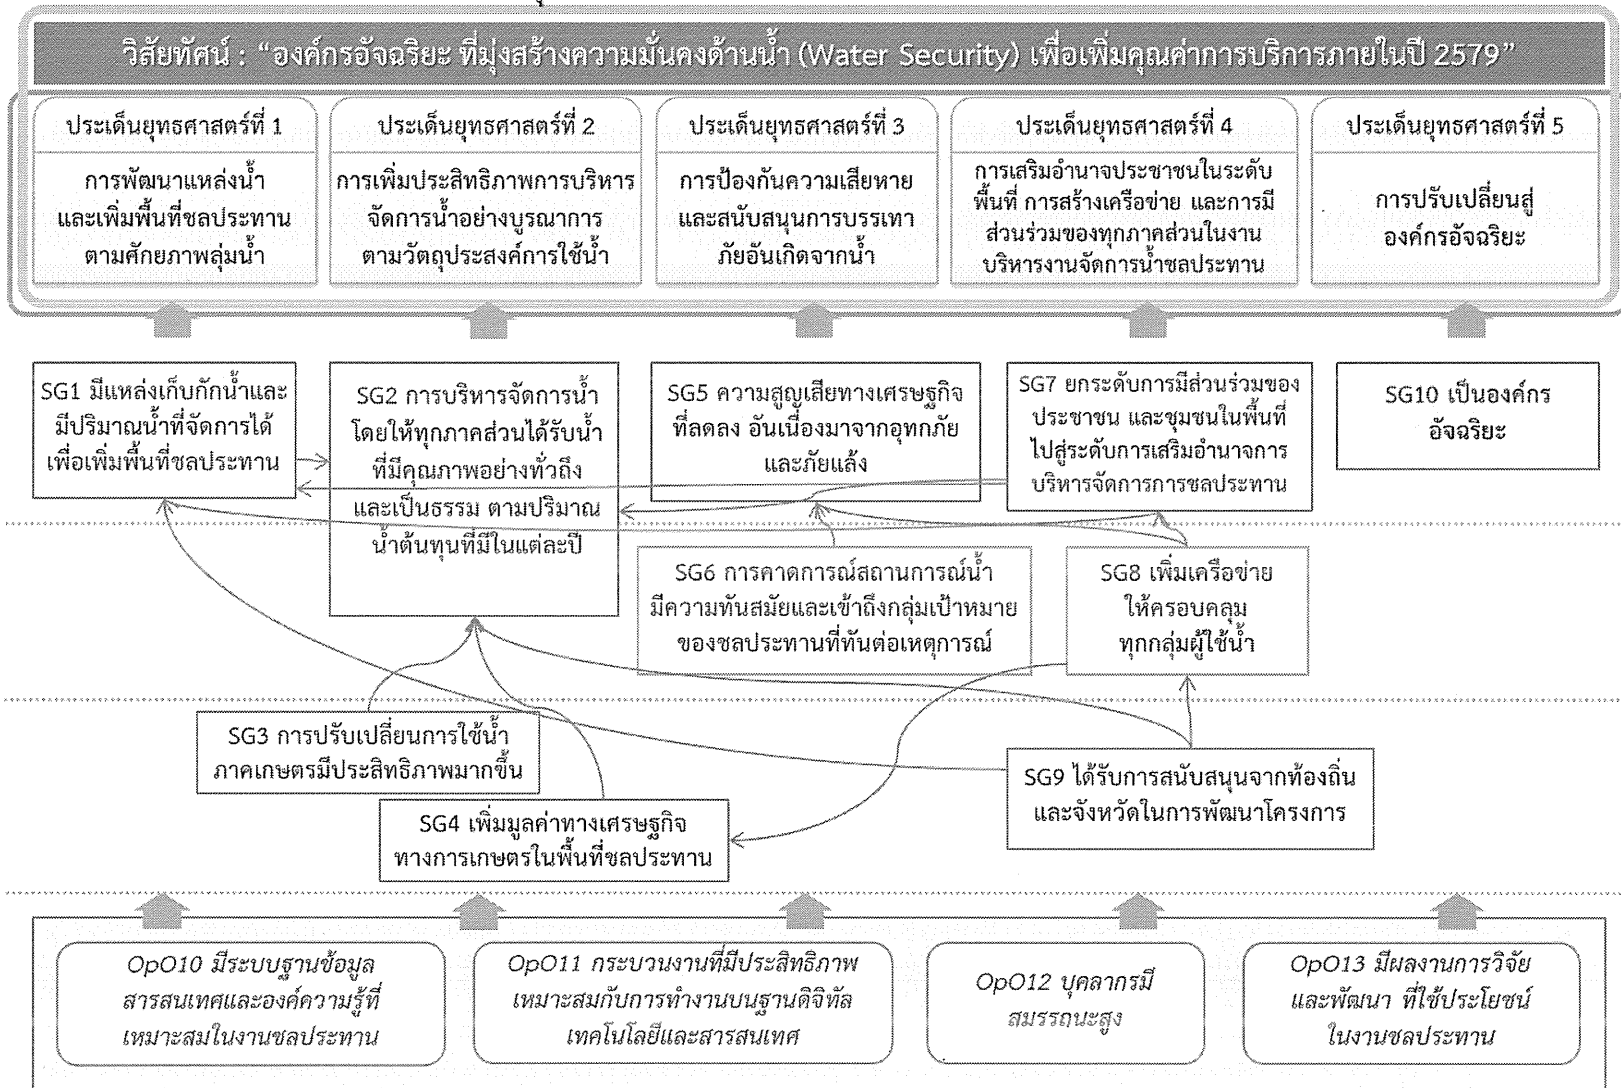 วิสัยทัศน์ : “องค์กรอัจฉริยะ ที่มุ่งสร้างความมั่นคงด้านน้ำ (Water Security) เพื่อเพิ่มคุณค่าการบริการภายในปี 2579”
ประเด็นยุทธศาสตร์ที่ 1
การพัฒนาแหล่งน้ำ
และเพิ่มพื้นที่ชลประทาน
ตามศักยภาพลุ่มน้ำ
ประเด็นยุทธศาสตร์ที่ 2
การเพิ่มประสิทธิภาพการบริหาร
จัดการน้ำอย่างบูรณาการ
ตามวัตถุประสงค์การใช้น้ำ
ประเด็นยุทธศาสตร์ที่ 3
การป้องกันความเสียหาย
และสนับสนุนการบรรเทา
ภัยอันเกิดจากน้ำ
ประเด็นยุทธศาสตร์ที่ 4
การเสริมอำนาจประชาชนในระดับ
พื้นที่ การสร้างเครือข่าย และการมี
ส่วนร่วมของทุกภาคส่วนในงาน
บริหารงานจัดการน้ำชลประทาน
ประเด็นยุทธศาสตร์ที่ 5
การปรับเปลี่ยนสู่
องค์กรอัจฉริยะ
SG1 มีแหล่งเก็บกักน้ำและ
มีปริมาณน้ำที่จัดการได้
เพื่อเพิ่มพื้นที่ชลประทาน
SG2 การบริหารจัดการน้ำ
โดยให้ทุกภาคส่วนได้รับน้ำ
ที่มีคุณภาพอย่างทั่วถึง
และเป็นธรรม ตามปริมาณ
น้ำต้นทุนที่มีในแต่ละปี
SG5 ความสูญเสียทางเศรษฐกิจ
ที่ลดลง อันเนื่องมาจากอุทกภัย
และภัยแล้ง
SG7 ยกระดับการมีส่วนร่วมของ
ประชาชน และชุมชนในพื้นที่
ไปสู่ระดับการเสริมอำนาจการ
บริหารจัดการการชลประทาน
SG10 เป็นองค์กร
อัจฉริยะ
SG6 การคาดการณ์สถานการณ์น้ำ
มีความทันสมัยและเข้าถึงกลุ่มเป้าหมาย
ของชลประทานที่ทันต่อเหตุการณ์
SG8 เพิ่มเครือข่าย
ให้ครอบคลุม
ทุกกลุ่มผู้ใช้น้ำ
SG3 การปรับเปลี่ยนการใช้น้ำ
ภาคเกษตรมีประสิทธิภาพมากขึ้น
SG4 เพิ่มมูลค่าทางเศรษฐกิจ
ทางการเกษตรในพื้นที่ชลประทาน
SG9 ได้รับการสนับสนุนจากท้องถิ่น
และจังหวัดในการพัฒนาโครงการ
OpO10 มีระบบฐานข้อมูล
สารสนเทศและองค์ความรู้ที่
เหมาะสมในงานชลประทาน
OpO11 กระบวนงานที่มีประสิทธิภาพ
เหมาะสมกับการทำงานบนฐานดิจิทัล
เทคโนโลยีและสารสนเทศ
OpO12 บุคลากรมี
สมรรถนะสูง
OpO13 มีผลงานการวิจัย
และพัฒนา ที่ใช้ประโยชน์
ในงานชลประทาน